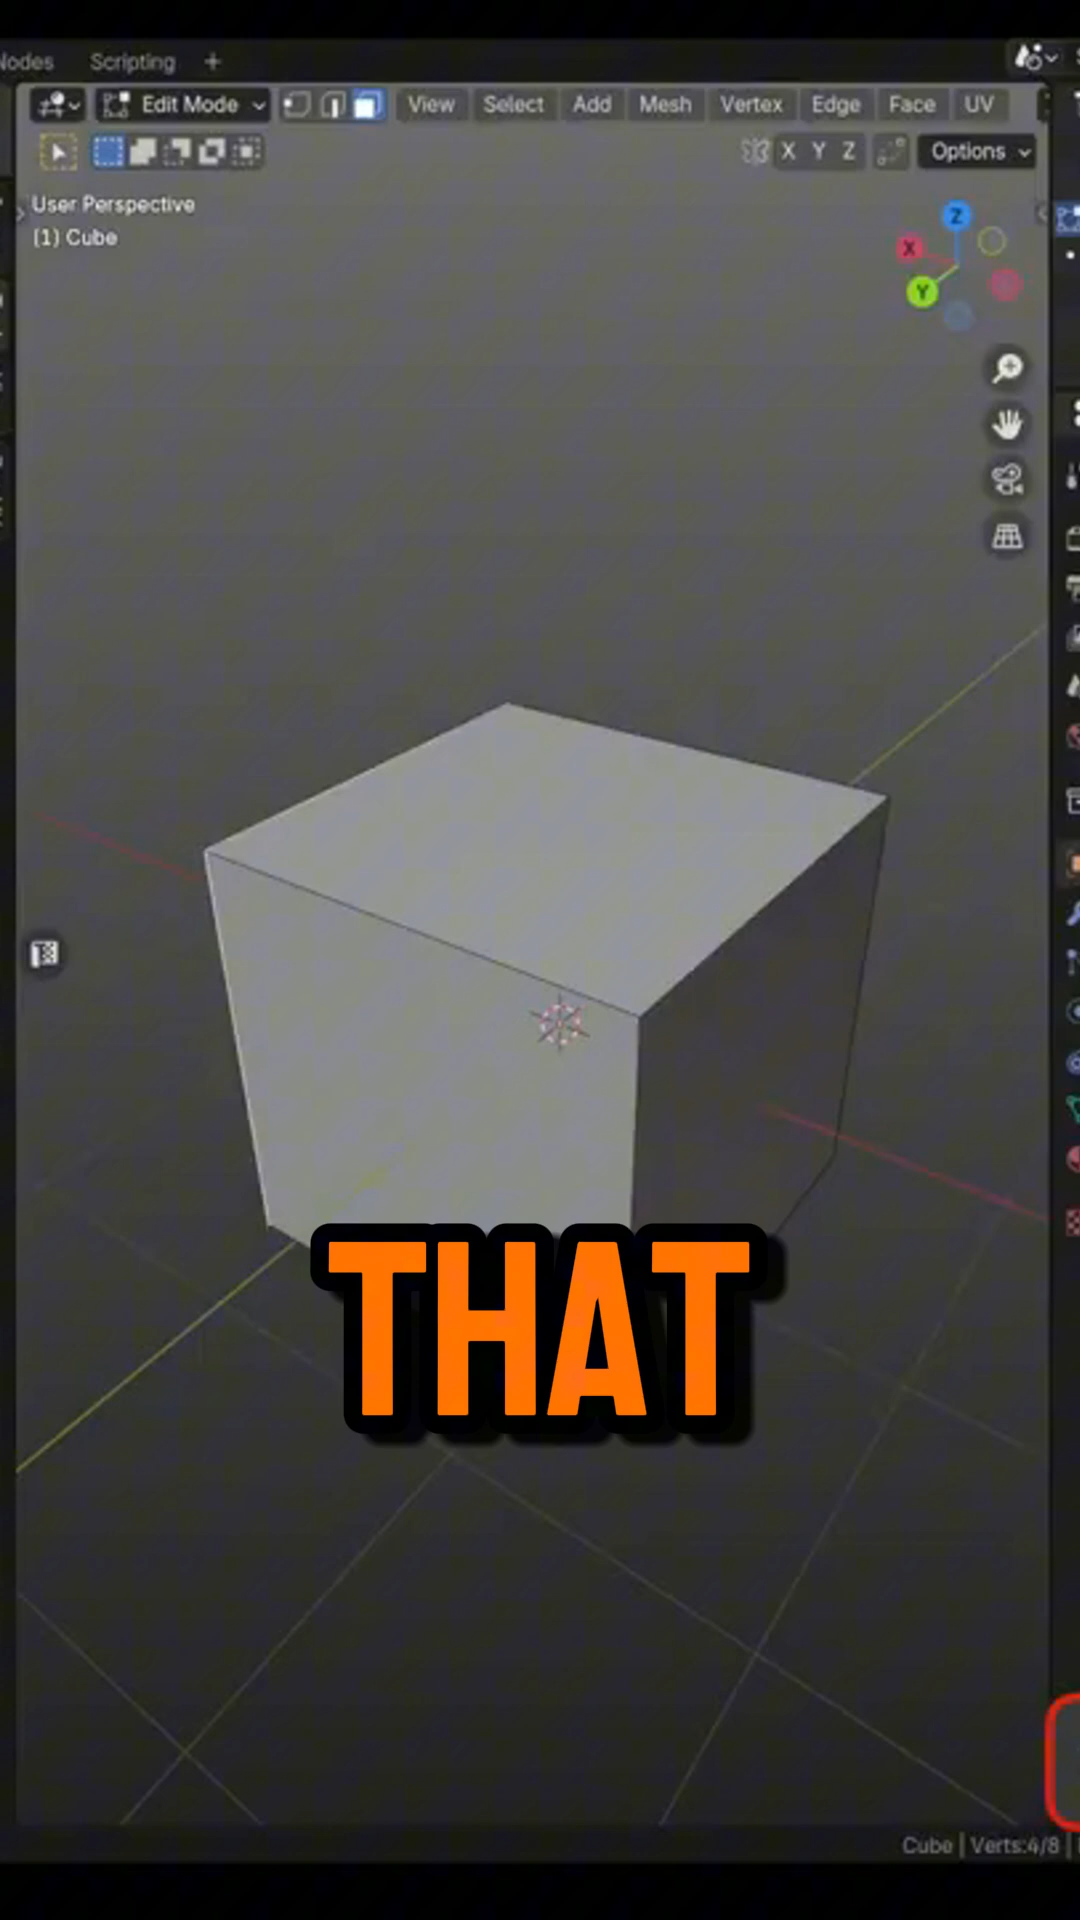 Nodes Scripting +
Edit Mode View Select Add Mesh Vertex Edge Face UV
X Y Z Options
User Perspective
(1) Cube
Z
X
Y
THAT
Cube | Verts:4/8 |